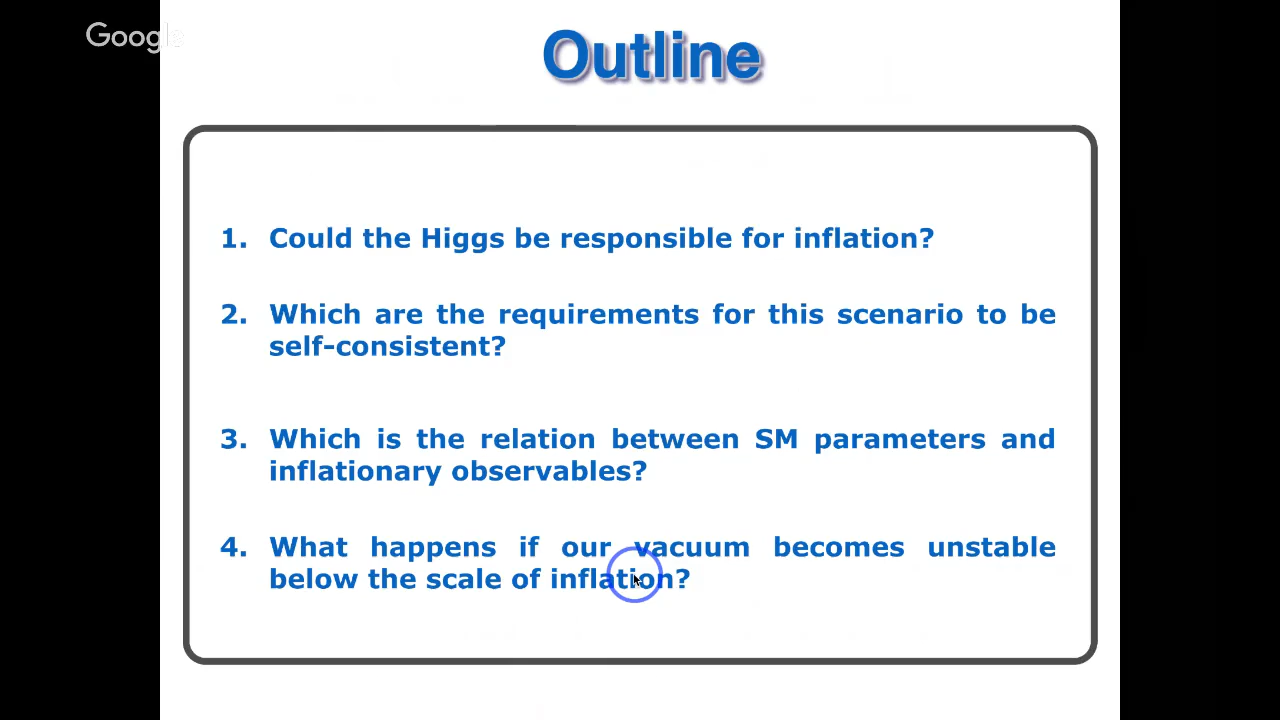 Google
Outline
1. Could the Higgs be responsible for inflation?
2. Which are the requirements for this scenario to be
self-consistent?
3. Which is the relation between SM parameters and
inflationary observables?
4. What happens if our vacuum becomes unstable
below the scale of inflation?